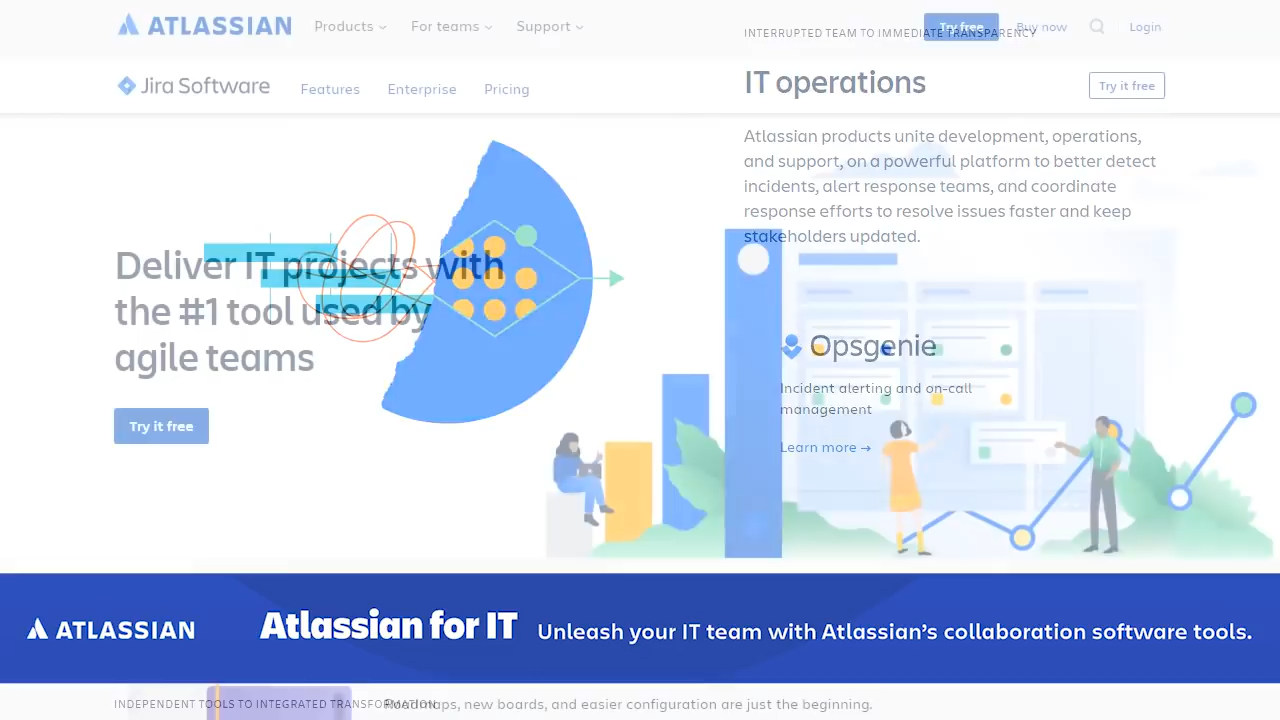 ATLASSIAN
Products
For teams
Support
Try free
Buy now
Login
INTERRUPTED TEAM TO IMMEDIATE TRANSPARENCY
Jira Software
Features
Enterprise
Pricing
IT operations
Try it free
Atlassian products unite development, operations,
and support, on a powerful platform to better detect
incidents, alert response teams, and coordinate
response efforts to resolve issues faster and keep
stakeholders updated.
Deliver IT projects with
the #1 tool used by
agile teams
Try it free
Opsgenie
Incident alerting and on-call
management
Learn more →
ATLASSIAN
Atlassian for IT
Unleash your IT team with Atlassian’s collaboration software tools.
INDEPENDENT TOOLS TO INTEGRATED TRANSFORMATION
Roadmaps, new boards, and easier configuration are just the beginning.